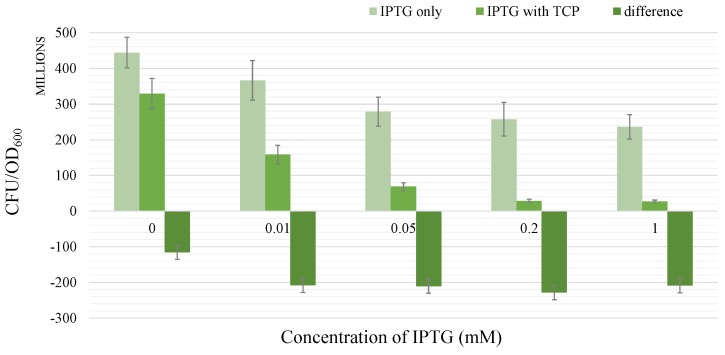 IPTG only IPTG with TCP difference
MILLIONS
CFU/OD600
500
400
300
200
100
0
-100
-200
-300
0 0.01 0.05 0.2 1
Concentration of IPTG (mM)